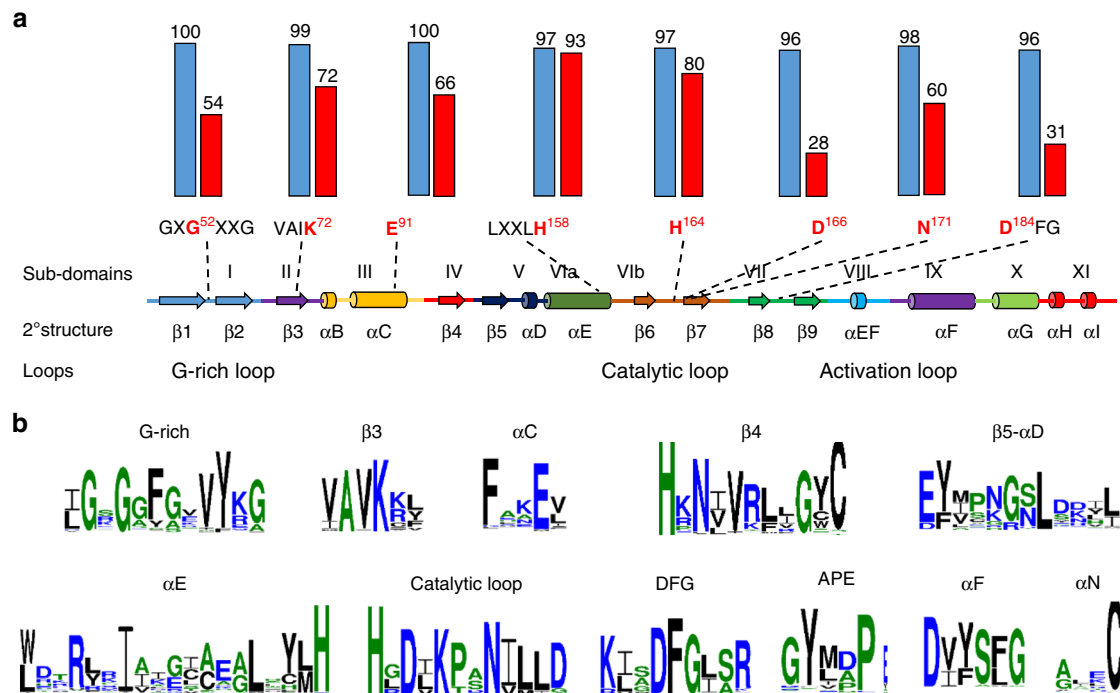 a
100 54 99 72 100 66 97 93 97 80 96 28 98 60 96 31
GXG52XXG VAIK72 E91 LXXLH158 H164 D166 N171 D184FG
Sub-domains I II III IV V VIa VIb VII VIII IX X XI
2°structure β1 β2 β3 αB αC β4 β5 αD αE β6 β7 β8 β9 αEF αF αG αH αI
Loops G-rich loop Catalytic loop Activation loop
b
G-rich β3 αC β4 β5-αD
αE Catalytic loop DFG APE αF αN